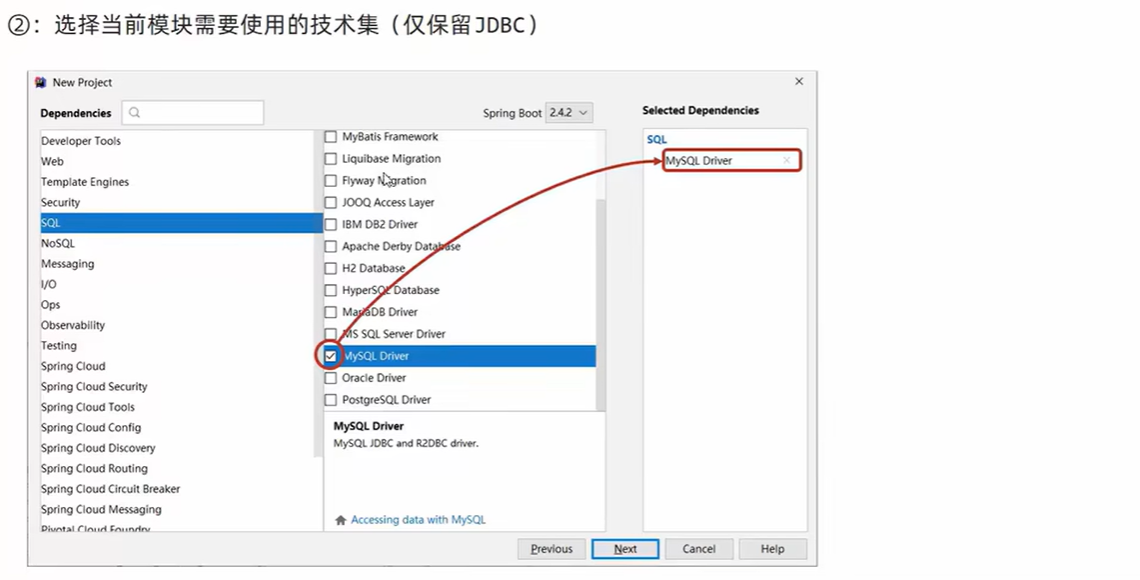 ②：选择当前模块需要使用的技术集（仅保留JDBC）
New Project
Dependencies
Spring Boot 2.4.2
Selected Dependencies
Developer Tools
Web
Template Engines
Security
SQL
NoSQL
Messaging
I/O
Ops
Observability
Testing
Spring Cloud
Spring Cloud Security
Spring Cloud Tools
Spring Cloud Config
Spring Cloud Discovery
Spring Cloud Routing
Spring Cloud Circuit Breaker
Spring Cloud Messaging
Pivotal Cloud Foundry
MyBatis Framework
Liquibase Migration
Flyway Migration
JOOQ Access Layer
IBM DB2 Driver
Apache Derby Database
H2 Database
HyperSQL Database
MariaDB Driver
MS SQL Server Driver
MySQL Driver
Oracle Driver
PostgreSQL Driver
MySQL Driver
MySQL JDBC and R2DBC driver.
Accessing data with MySQL
SQL
MySQL Driver
Previous
Next
Cancel
Help